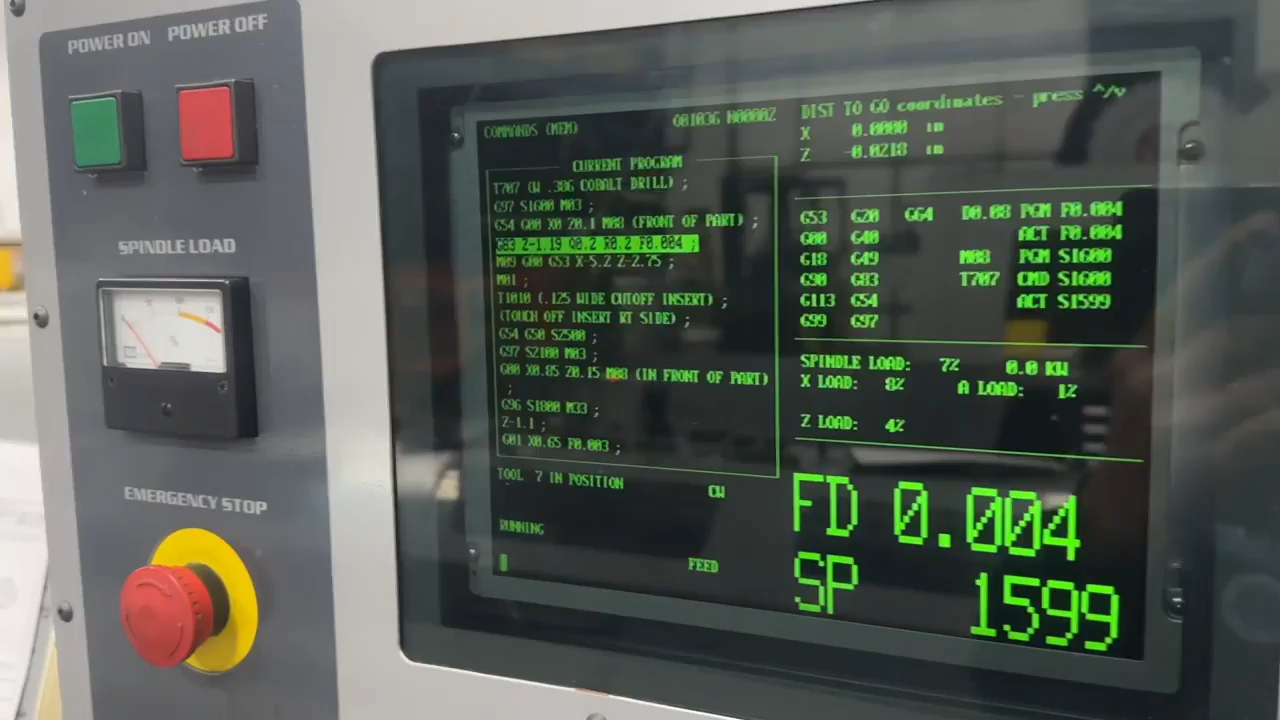 POWER ON POWER OFF
SPINDLE LOAD
EMERGENCY STOP
COMMANDS (MEM) O01036 N00002
CURRENT PROGRAM
T707 (W .386 COBALT DRILL) ;
G97 S1600 M03 ;
G54 G00 X0 Z0.1 M08 (FRONT OF PART) ;
G83 Z-1.19 Q0.2 R0.2 F0.004 ;
M09 G00 G53 X-5.2 Z-2.75 ;
M01 ;
T1010 (.125 WIDE CUTOFF INSERT) ;
(TOUCH OFF INSERT RT SIDE) ;
G54 G50 S2500 ;
G97 S2100 M03 ;
G00 X0.85 Z0.15 M08 (IN FRONT OF PART)
;
G96 S1800 M33 ;
Z-1.1 ;
G01 X0.65 F0.003 ;
TOOL 7 IN POSITION CW
RUNNING
FEED
DIST TO GO coordinates - press ^/v
X 0.0000 in
Z -0.0218 in
G53 G20 G64 D0.08 PGM F0.004
G00 G40 ACT F0.004
G18 G49 M08 PGM S1600
G90 G83 T707 CMD S1600
G113 G54 ACT S1599
G99 G97
SPINDLE LOAD: 7% 0.0 KW
X LOAD: 8% A LOAD: 1%
Z LOAD: 4%
FD 0.004
SP 1599